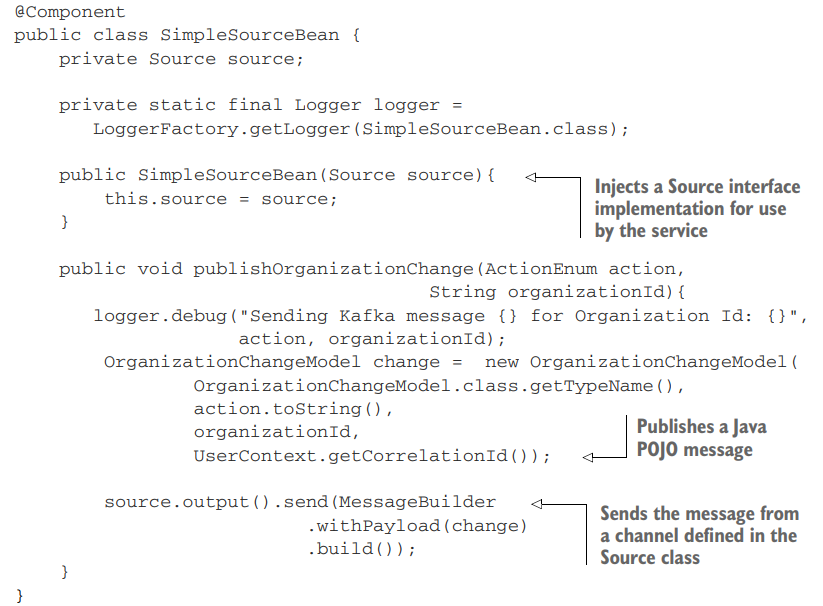 @Component
public class SimpleSourceBean {
    private Source source;

    private static final Logger logger =
       LoggerFactory.getLogger(SimpleSourceBean.class);

    public SimpleSourceBean(Source source){
        this.source = source;
    }
Injects a Source interface
implementation for use
by the service

    public void publishOrganizationChange(ActionEnum action,
                                     String organizationId){
       logger.debug("Sending Kafka message {} for Organization Id: {}",
                    action, organizationId);
        OrganizationChangeModel change =  new OrganizationChangeModel(
                OrganizationChangeModel.class.getTypeName(),
                action.toString(),
                organizationId,
                UserContext.getCorrelationId());
Publishes a Java
POJO message

        source.output().send(MessageBuilder
                          .withPayload(change)
                          .build());
Sends the message from
a channel defined in the
Source class
    }
}